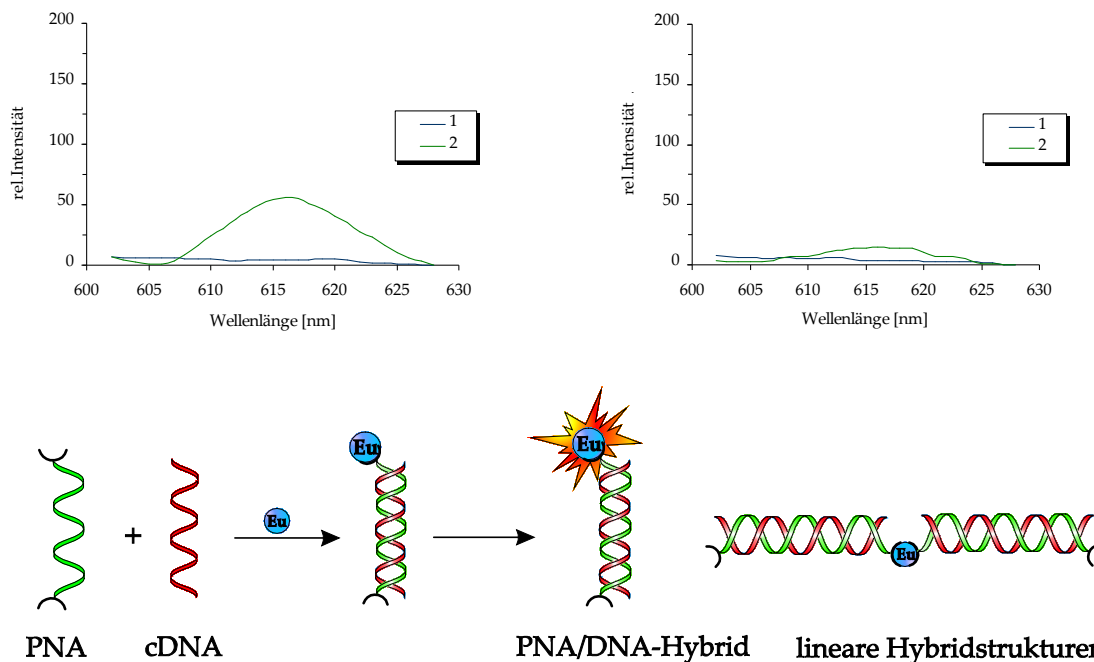 200
150
100
50
0
rel.Intensität
1
2
600 605 610 615 620 625 630
Wellenlänge [nm]
200
150
100
50
0
rel.Intensität
1
2
600 605 610 615 620 625 630
Wellenlänge [nm]
Eu
Eu
Eu
Eu
+
PNA cDNA PNA/DNA-Hybrid lineare Hybridstrukturen